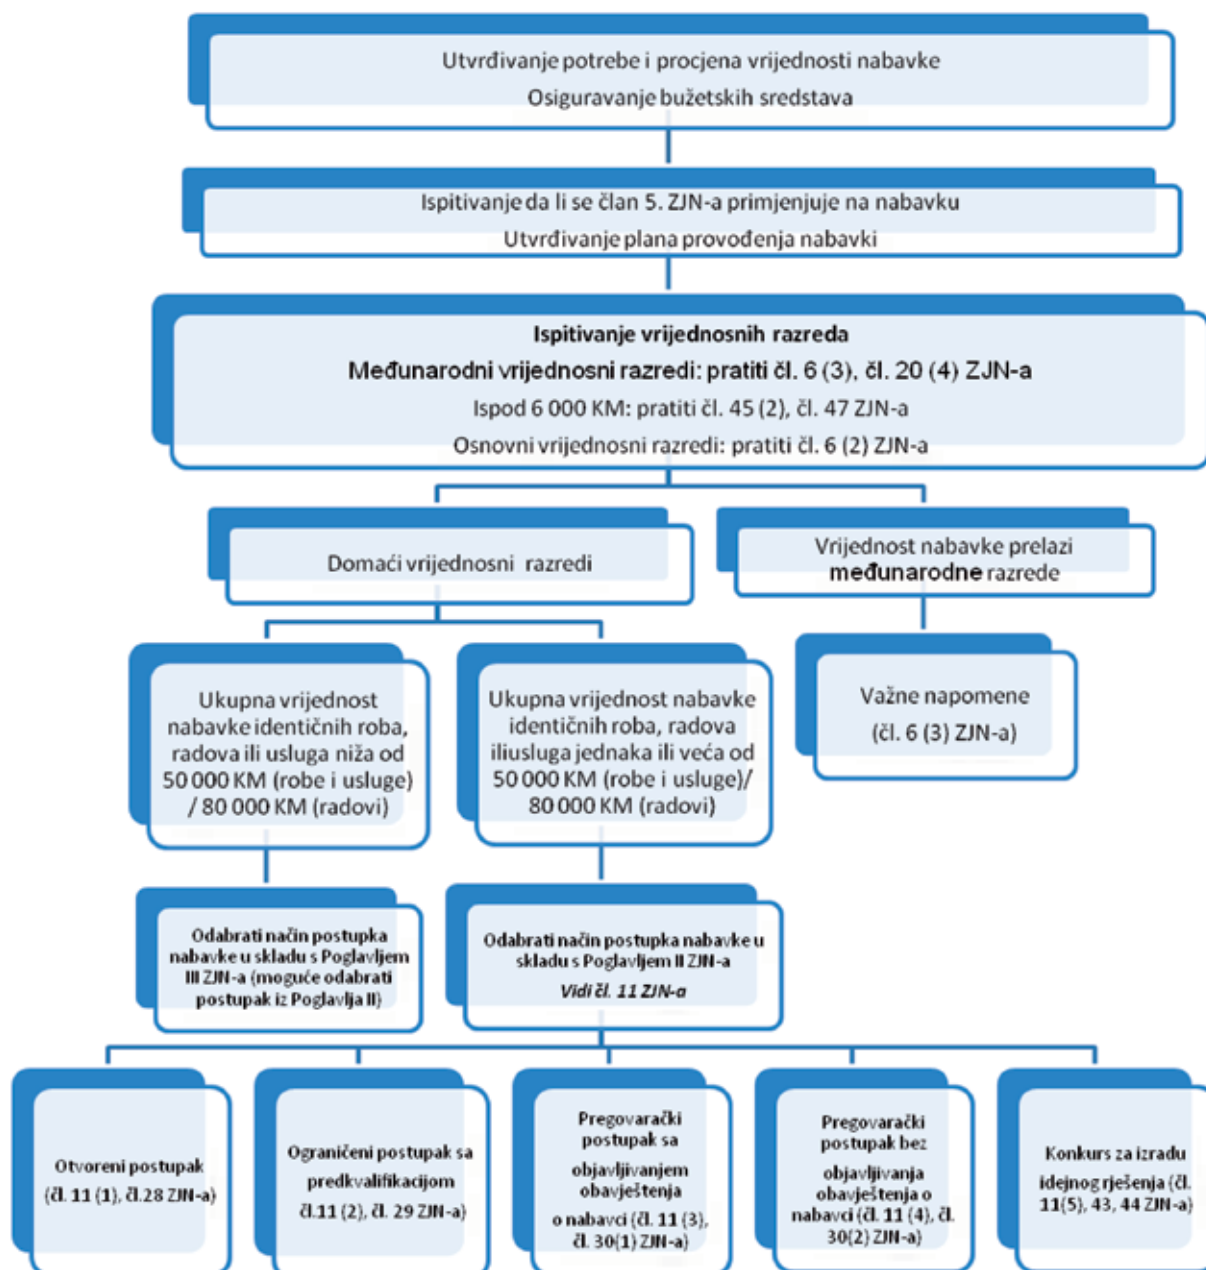 Utvrđivanje potrebe i procjena vrijednosti nabavke
Osiguravanje bužetskih sredstava
Ispitivanje da li se član 5. ZJN-a primjenjuje na nabavku
Utvrđivanje plana provođenja nabavki
Ispitivanje vrijednosnih razreda
Međunarodni vrijednosni razredi: pratiti čl. 6 (3), čl. 20 (4) ZJN-a
Ispod 6 000 KM: pratiti čl. 45 (2), čl. 47 ZJN-a
Osnovni vrijednosni razredi: pratiti čl. 6 (2) ZJN-a
Domaći vrijednosni razredi
Vrijednost nabavke prelazi
međunarodne razrede
Ukupna vrijednost
nabavke identičnih roba,
radova ili usluga niža od
50 000 KM (robe i usluge)
/ 80 000 KM (radovi)
Ukupna vrijednost nabavke
identičnih roba, radova
iliusluga jednaka ili veća od
50 000 KM (robe i usluge)/
80 000 KM (radovi)
Važne napomene
(čl. 6 (3) ZJN-a)
Odabrati način postupka
nabavke u skladu s Poglavljem
III ZJN-a (moguće odabrati
postupak iz Poglavlja II)
Odabrati način postupka nabavke u
skladu s Poglavljem II ZJN-a
Vidi čl. 11 ZJN-a
Otvoreni postupak
(čl. 11 (1), čl.28 ZJN-a)
Ograničeni postupak sa
predkvalifikacijom
čl.11 (2), čl. 29 ZJN-a)
Pregovarački
postupak sa
objavljivanjem
obavještenja
o nabavci (čl. 11 (3),
čl. 30(1) ZJN-a)
Pregovarački
postupak bez
objavljivanja
obavještenja o
nabavci (čl. 11 (4), čl.
30(2) ZJN-a)
Konkurs za izradu
idejnog rješenja (čl.
11(5), 43, 44 ZJN-a)